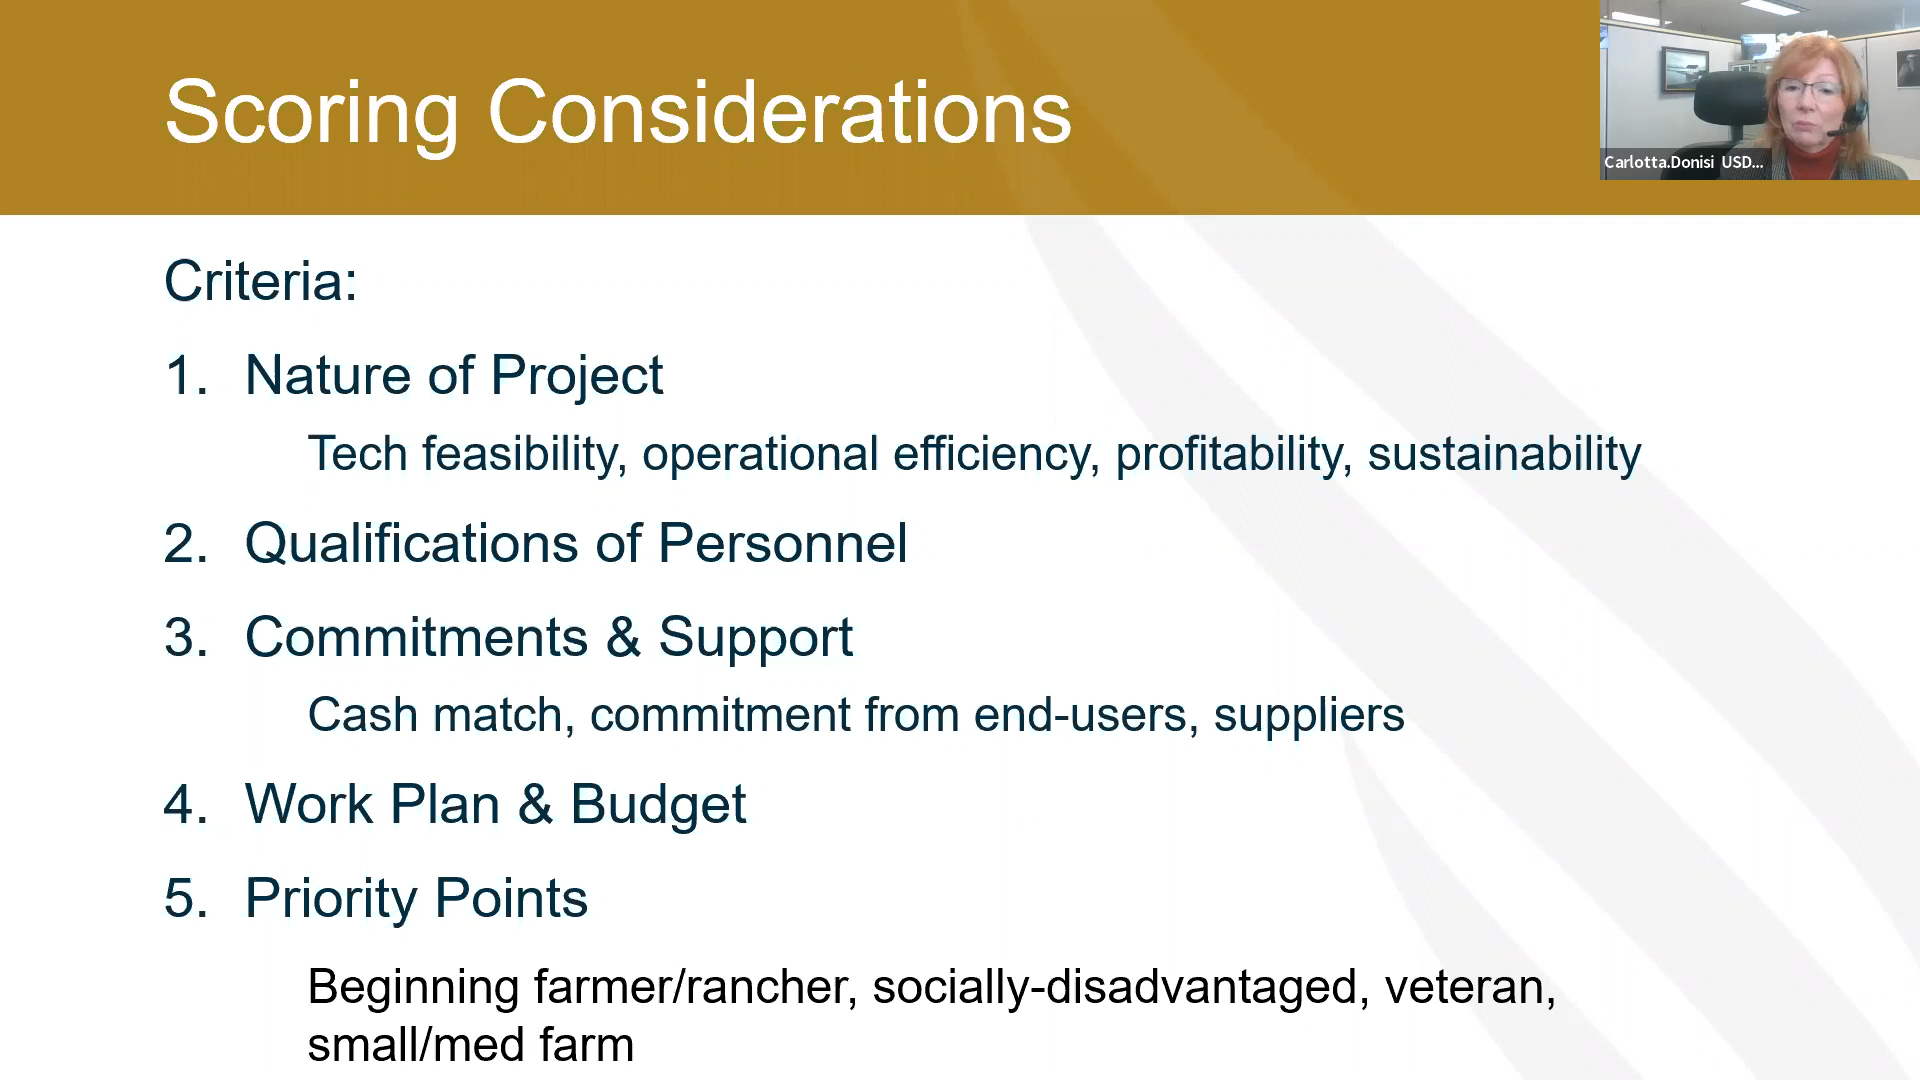 Scoring Considerations
Carlotta.Donisi USD...
Criteria:
1. Nature of Project
Tech feasibility, operational efficiency, profitability, sustainability
2. Qualifications of Personnel
3. Commitments & Support
Cash match, commitment from end-users, suppliers
4. Work Plan & Budget
5. Priority Points
Beginning farmer/rancher, socially-disadvantaged, veteran,
small/med farm